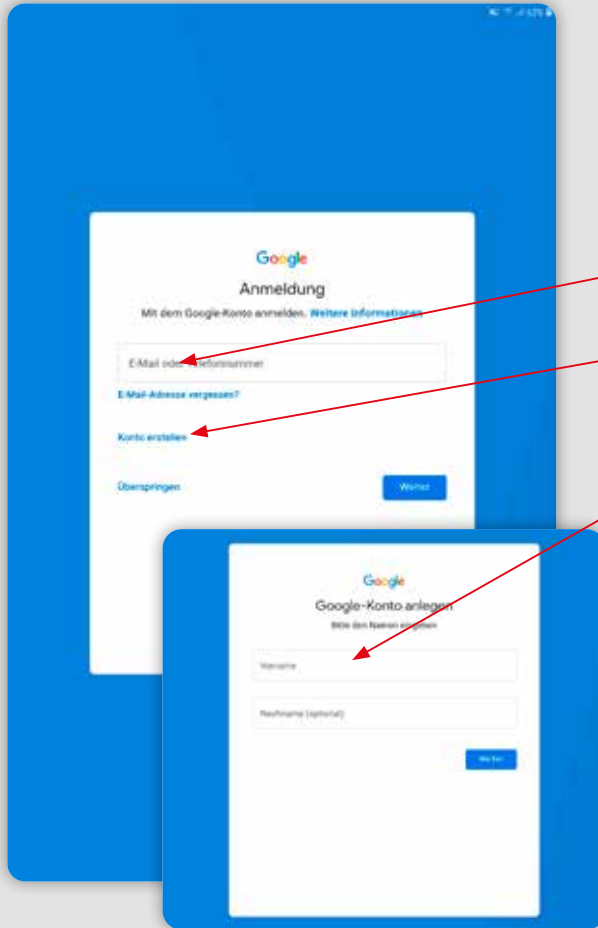 Google
Anmeldung
Mit dem Google-Konto anmelden. Weitere Informationen
E-Mail oder Telefonnummer
E-Mail-Adresse vergessen?
Konto erstellen
Überspringen
Weiter
Google
Google-Konto anlegen
Bitte den Namen eingeben
Vorname
Nachname (optional)
Weiter